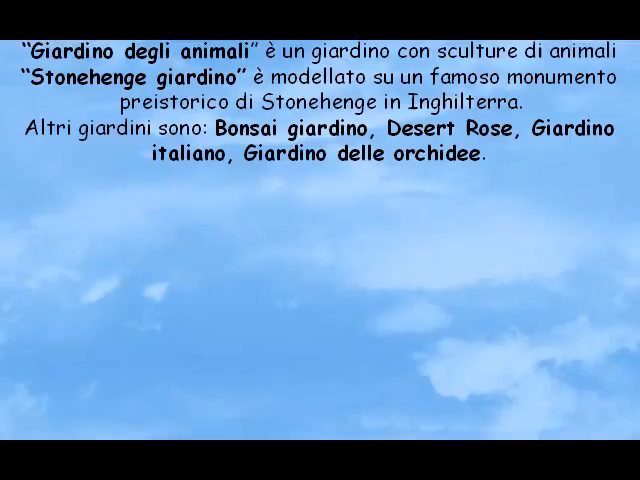 “Giardino degli animali” è un giardino con sculture di animali
“Stonehenge giardino” è modellato su un famoso monumento
preistorico di Stonehenge in Inghilterra.
Altri giardini sono: Bonsai giardino, Desert Rose, Giardino
italiano, Giardino delle orchidee.